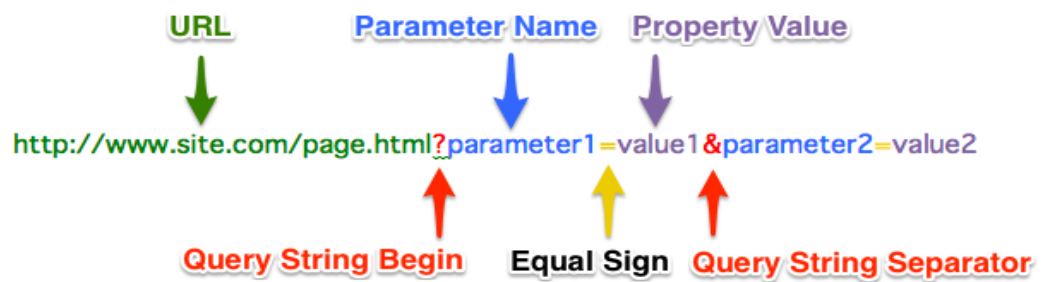 URL Parameter Name Property Value
http://www.site.com/page.html?parameter1=value1&parameter2=value2
Query String Begin Equal Sign Query String Separator